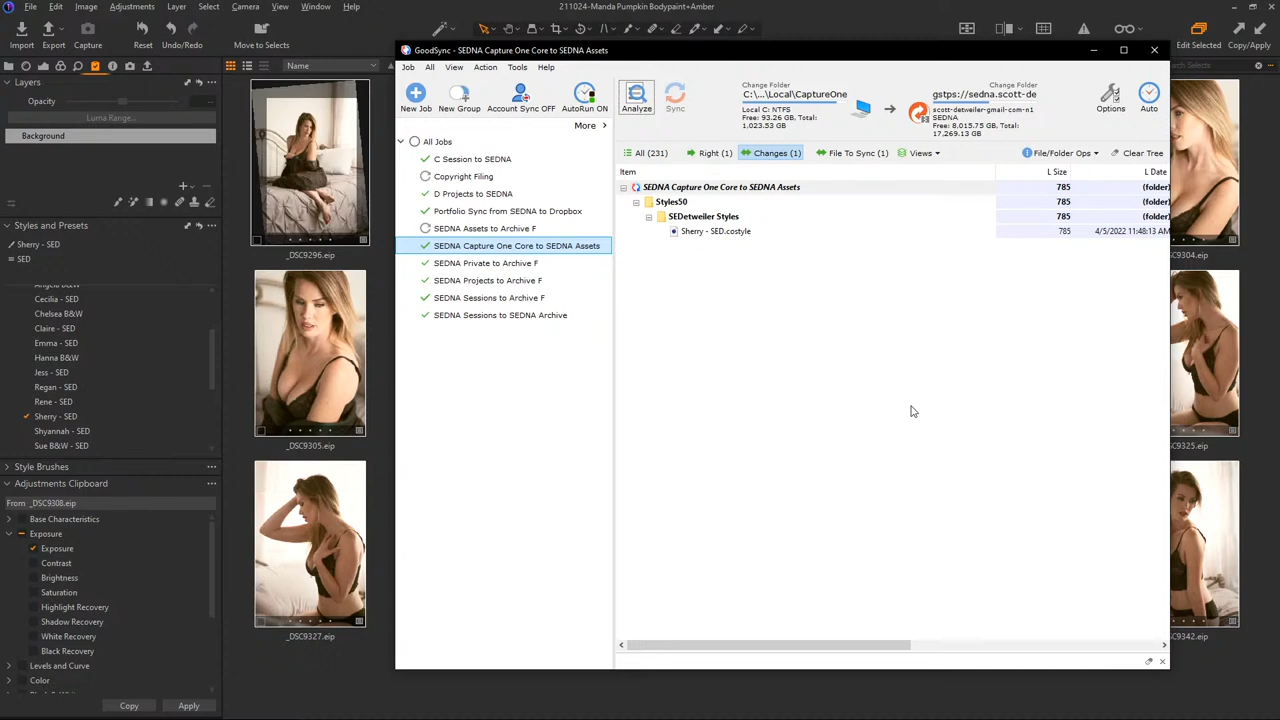 File Edit Image Adjustments Layer Select Camera View Window Help
211024-Manda Pumpkin Bodypaint+Amber
Import Export Capture Reset Undo/Redo Move to Selects
Edit Selected Copy/Apply
Layers
Opacity
Luma Range...
Background
Styles and Presets
Sherry - SED
SED
Cecilia - SED
Chelsea B&W
Claire - SED
Emma - SED
Hanna B&W
Jess - SED
Regan - SED
Rene - SED
Sherry - SED
Shyannah - SED
Sue B&W - SED
Style Brushes
Adjustments Clipboard
From _DSC9308.eip
Base Characteristics
Exposure
Exposure
Contrast
Brightness
Saturation
Highlight Recovery
Shadow Recovery
White Recovery
Black Recovery
Levels and Curve
Color
Copy Apply
Name
_DSC9296.eip
_DSC9305.eip
_DSC9327.eip
GoodSync - SEDNA Capture One Core to SEDNA Assets
Job All View Action Tools Help
New Job New Group Account Sync OFF AutoRun ON
More >
All Jobs
C Session to SEDNA
Copyright Filing
D Projects to SEDNA
Portfolio Sync from SEDNA to Dropbox
SEDNA Assets to Archive F
SEDNA Capture One Core to SEDNA Assets
SEDNA Private to Archive F
SEDNA Projects to Archive F
SEDNA Sessions to Archive F
SEDNA Sessions to SEDNA Archive
Analyze Sync
Change Folder
C:\...\Local\CaptureOne
Local C: NTFS
Free: 93.26 GB, Total:
1,023.53 GB
Change Folder
gstps://sedna.scott-de
scott-detweiler-gmail-com-n1
SEDNA
Free: 8,015.75 GB, Total:
17,269.13 GB
Options Auto
All (231) Right (1) Changes (1) File To Sync (1) Views
File/Folder Ops Clear Tree
Item L Size L Date
SEDNA Capture One Core to SEDNA Assets 785 (folder)
Styles50 785 (folder)
SEDetweiler Styles 785 (folder)
Sherry - SED.costyle 785 4/5/2022 11:48:13 AM
SC9304.eip
SC9325.eip
SC9342.eip